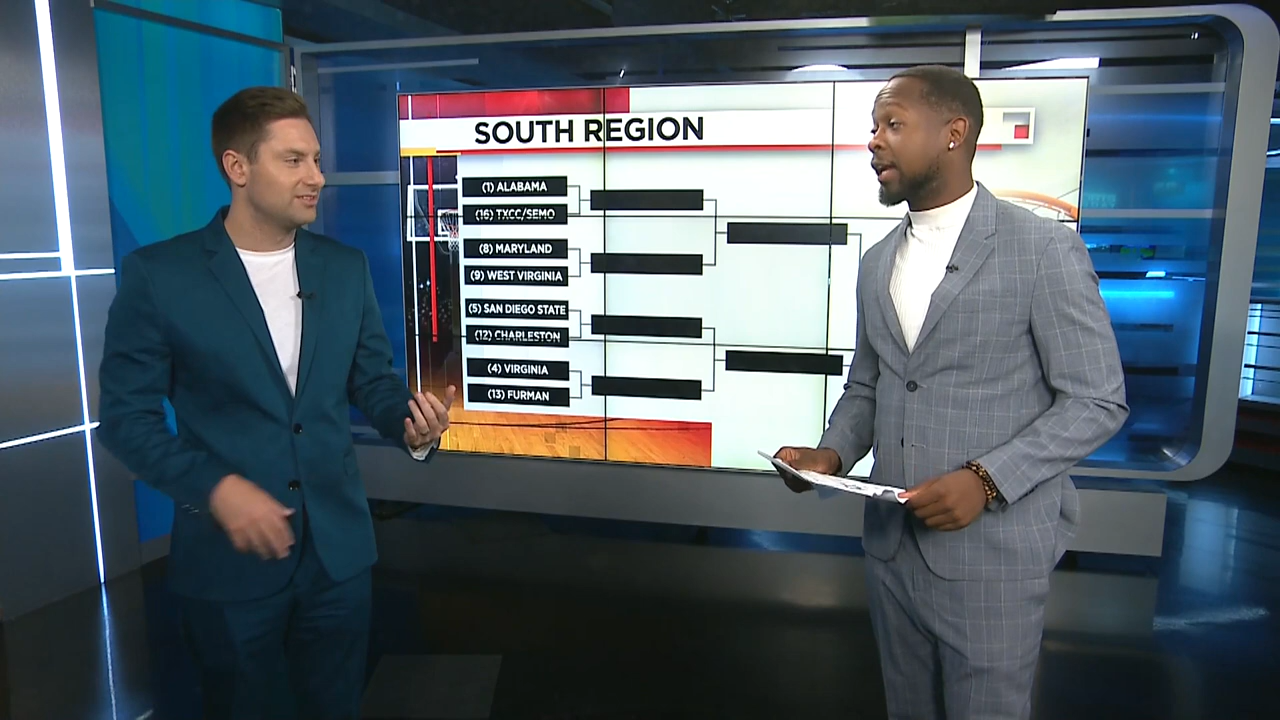 SOUTH REGION
(1) ALABAMA
(16) TXCC/SEMO
(8) MARYLAND
(9) WEST VIRGINIA
(5) SAN DIEGO STATE
(12) CHARLESTON
(4) VIRGINIA
(13) FURMAN